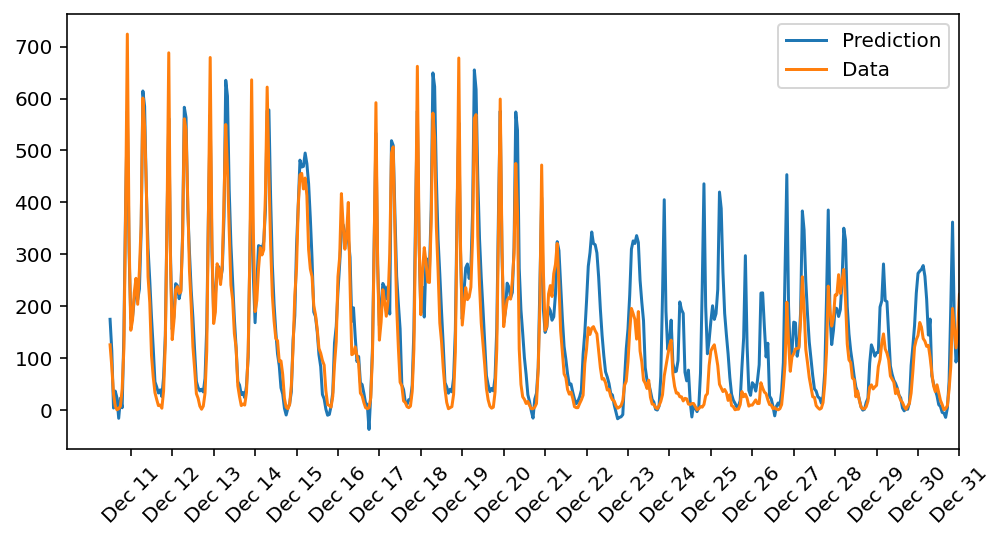 Prediction
Data
700
600
500
400
300
200
100
0
Dec 11
Dec 12
Dec 13
Dec 14
Dec 15
Dec 16
Dec 17
Dec 18
Dec 19
Dec 20
Dec 21
Dec 22
Dec 23
Dec 24
Dec 25
Dec 26
Dec 27
Dec 28
Dec 29
Dec 30
Dec 31